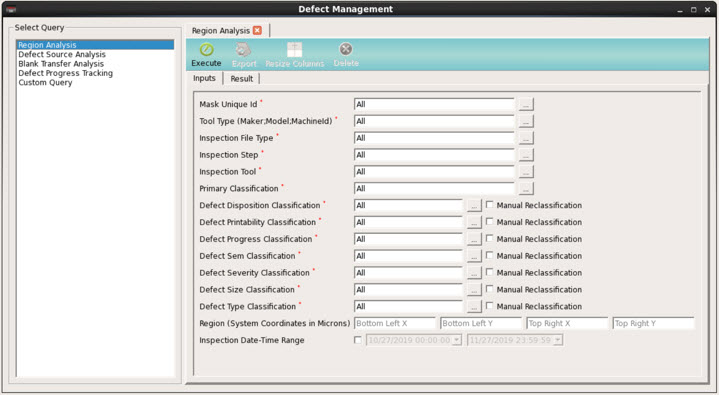 Defect Management
Select Query
Region Analysis
Defect Source Analysis
Blank Transfer Analysis
Defect Progress Tracking
Custom Query
Region Analysis
Execute Export Resize Columns Delete
Inputs Result
Mask Unique Id * All ...
Tool Type (Maker;Model;MachineId) * All ...
Inspection File Type * All ...
Inspection Step * All ...
Inspection Tool * All ...
Primary Classification * All ...
Defect Disposition Classification * All ... Manual Reclassification
Defect Printability Classification * All ... Manual Reclassification
Defect Progress Classification * All ... Manual Reclassification
Defect Sem Classification * All ... Manual Reclassification
Defect Severity Classification * All ... Manual Reclassification
Defect Size Classification * All ... Manual Reclassification
Defect Type Classification * All ... Manual Reclassification
Region (System Coordinates in Microns) Bottom Left X Bottom Left Y Top Right X Top Right Y
Inspection Date-Time Range 10/27/2019 00:00:00 11/27/2019 23:59:59